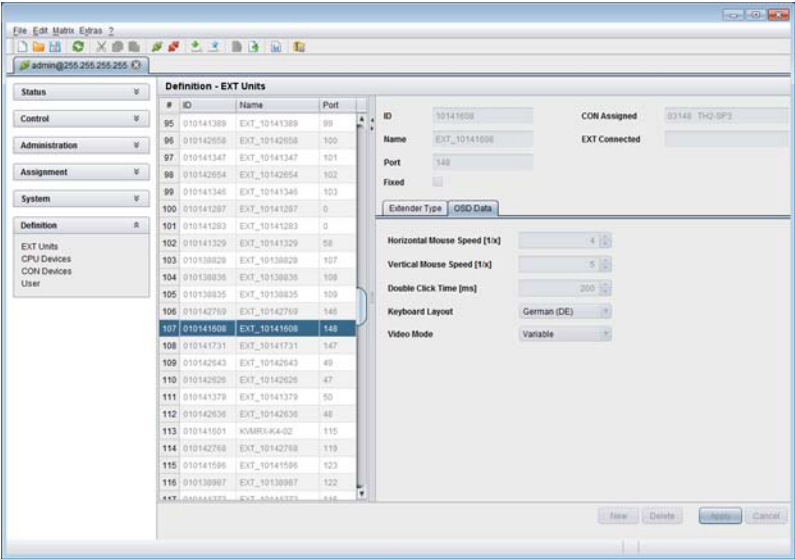 File Edit Matrix Extras ?
admin@255.255.255.255
Status
Control
Administration
Assignment
System
Definition
EXT Units
CPU Devices
CON Devices
User
Definition - EXT Units
# ID Name Port
95 010141389 EXT_10141389 99
96 010142658 EXT_10142658 100
97 010141347 EXT_10141347 101
98 010142654 EXT_10142654 102
99 010141346 EXT_10141346 103
100 010141287 EXT_10141287 0
101 010141283 EXT_10141283 0
102 010141329 EXT_10141329 58
103 010138828 EXT_10138828 107
104 010138836 EXT_10138836 108
105 010138835 EXT_10138835 109
106 010142769 EXT_10142769 146
107 010141608 EXT_10141608 148
108 010141731 EXT_10141731 147
109 010142643 EXT_10142643 49
110 010142626 EXT_10142626 47
111 010141379 EXT_10141379 50
112 010142636 EXT_10142636 48
113 010141601 KVMRX-K4-02 115
114 010142768 EXT_10142768 119
115 010141596 EXT_10141596 123
116 010138987 EXT_10138987 122
117
ID 10141608 CON Assigned 03148 TH2-SP3
Name EXT_10141608 EXT Connected
Port 148
Fixed
Extender Type OSD Data
Horizontal Mouse Speed [1/x] 4
Vertical Mouse Speed [1/x] 5
Double Click Time [ms] 200
Keyboard Layout German (DE)
Video Mode Variable
New Delete Apply Cancel